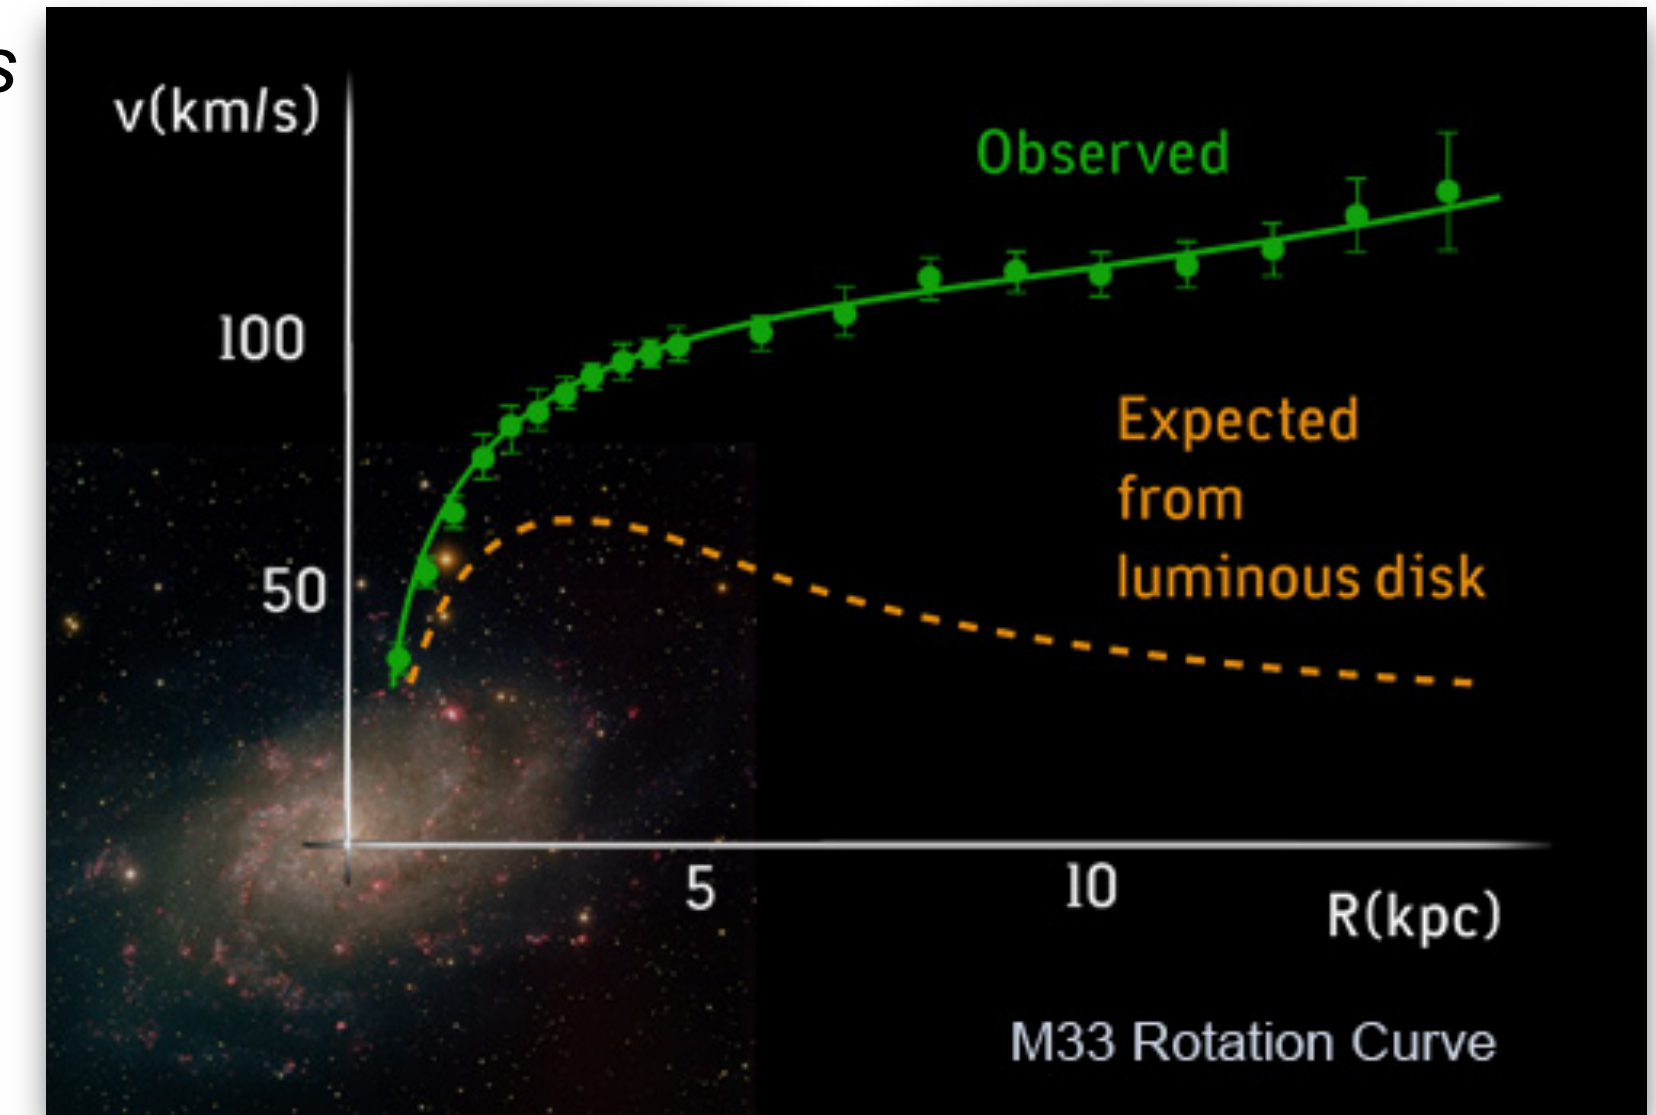 s
v(km/s)
Observed
100
Expected
from
luminous disk
50
5
10
R(kpc)
M33 Rotation Curve